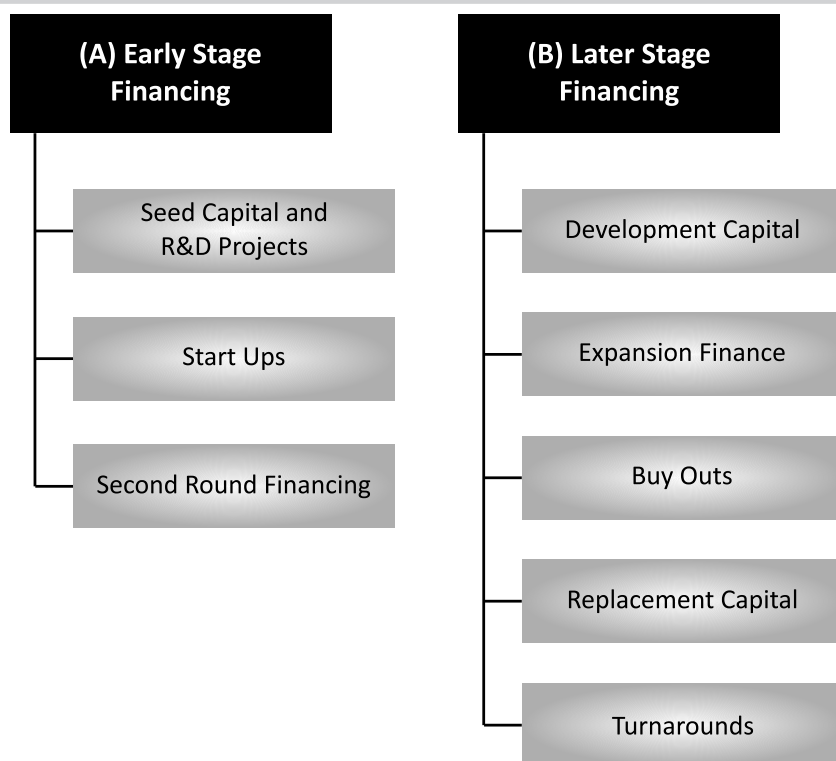 (A) Early Stage
Financing
Seed Capital and
R&D Projects
Start Ups
Second Round Financing
(B) Later Stage
Financing
Development Capital
Expansion Finance
Buy Outs
Replacement Capital
Turnarounds